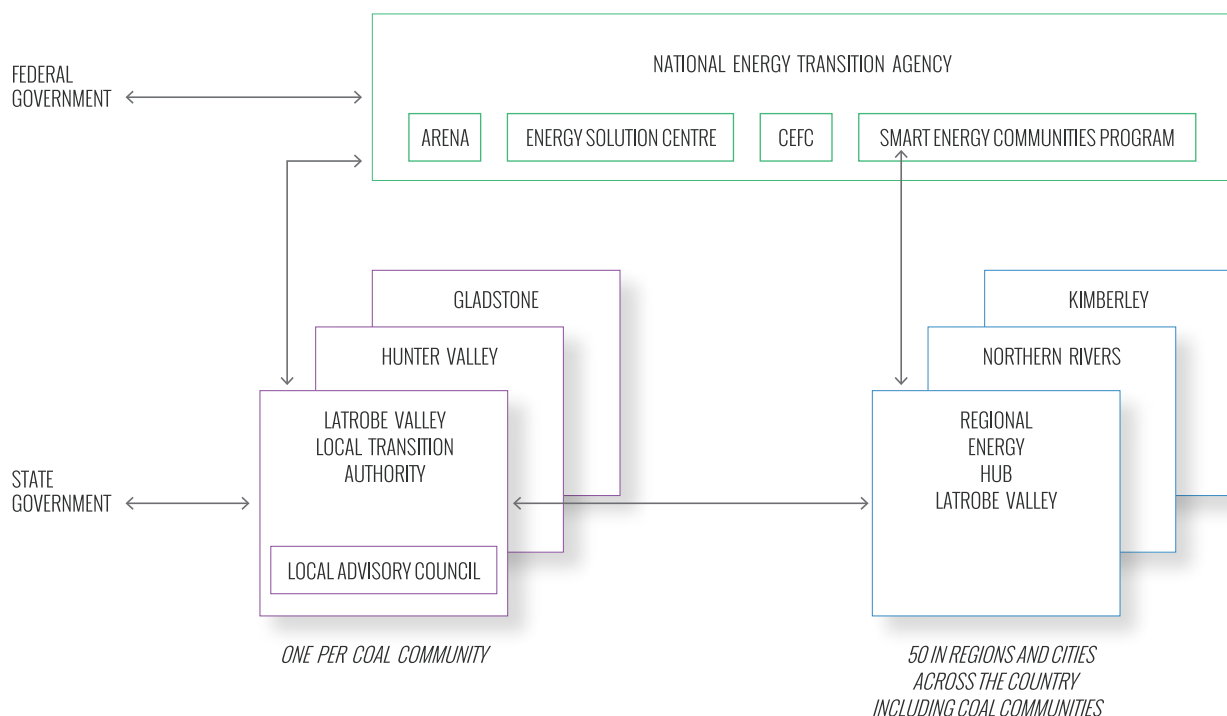 NATIONAL ENERGY TRANSITION AGENCY
FEDERAL
GOVERNMENT
ARENA
ENERGY SOLUTION CENTRE
CEFC
SMART ENERGY COMMUNITIES PROGRAM
GLADSTONE
HUNTER VALLEY
LATROBE VALLEY
LOCAL TRANSITION
AUTHORITY
KIMBERLEY
NORTHERN RIVERS
REGIONAL
ENERGY
HUB
LATROBE VALLEY
STATE
GOVERNMENT
LOCAL ADVISORY COUNCIL
ONE PER COAL COMMUNITY
50 IN REGIONS AND CITIES
ACROSS THE COUNTRY
INCLUDING COAL COMMUNITIES